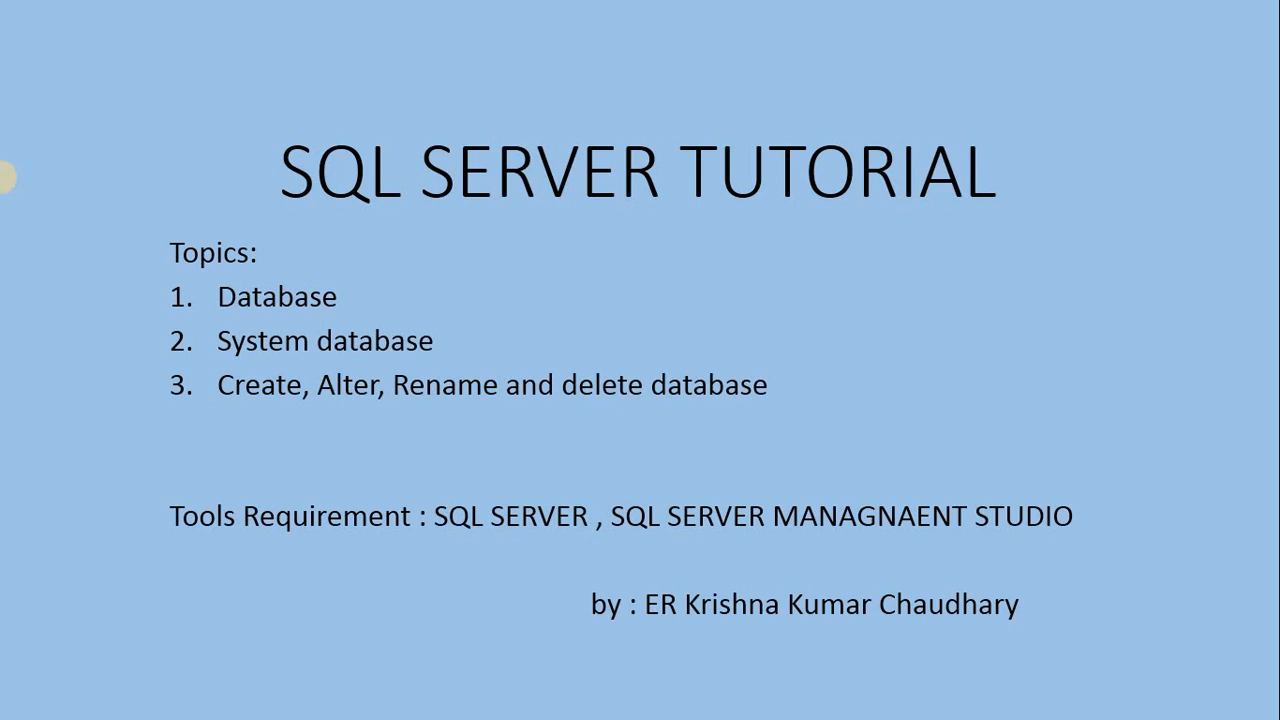 SQL SERVER TUTORIAL
Topics:
1. Database
2. System database
3. Create, Alter, Rename and delete database
Tools Requirement : SQL SERVER , SQL SERVER MANAGNAENT STUDIO
by : ER Krishna Kumar Chaudhary